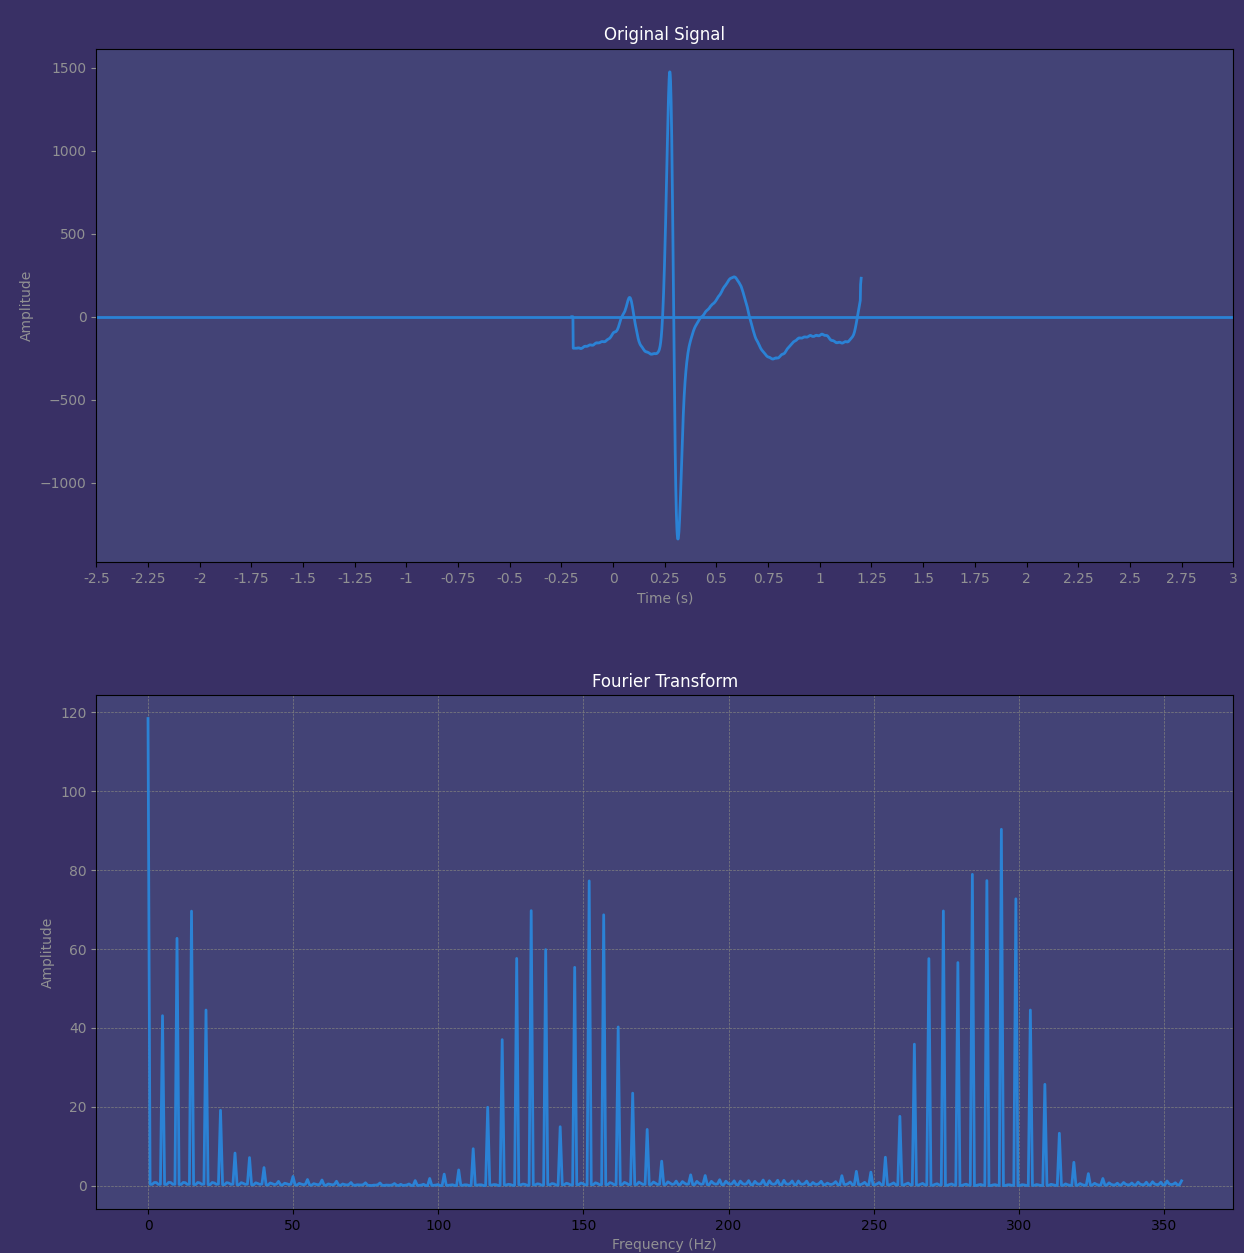 Original Signal
1500
1000
500
0
−500
−1000
Amplitude
-2.5 -2.25 -2 -1.75 -1.5 -1.25 -1 -0.75 -0.5 -0.25 0 0.25 0.5 0.75 1 1.25 1.5 1.75 2 2.25 2.5 2.75 3
Time (s)
Fourier Transform
120
100
80
60
40
20
0
Amplitude
0 50 100 150 200 250 300 350
Frequency (Hz)